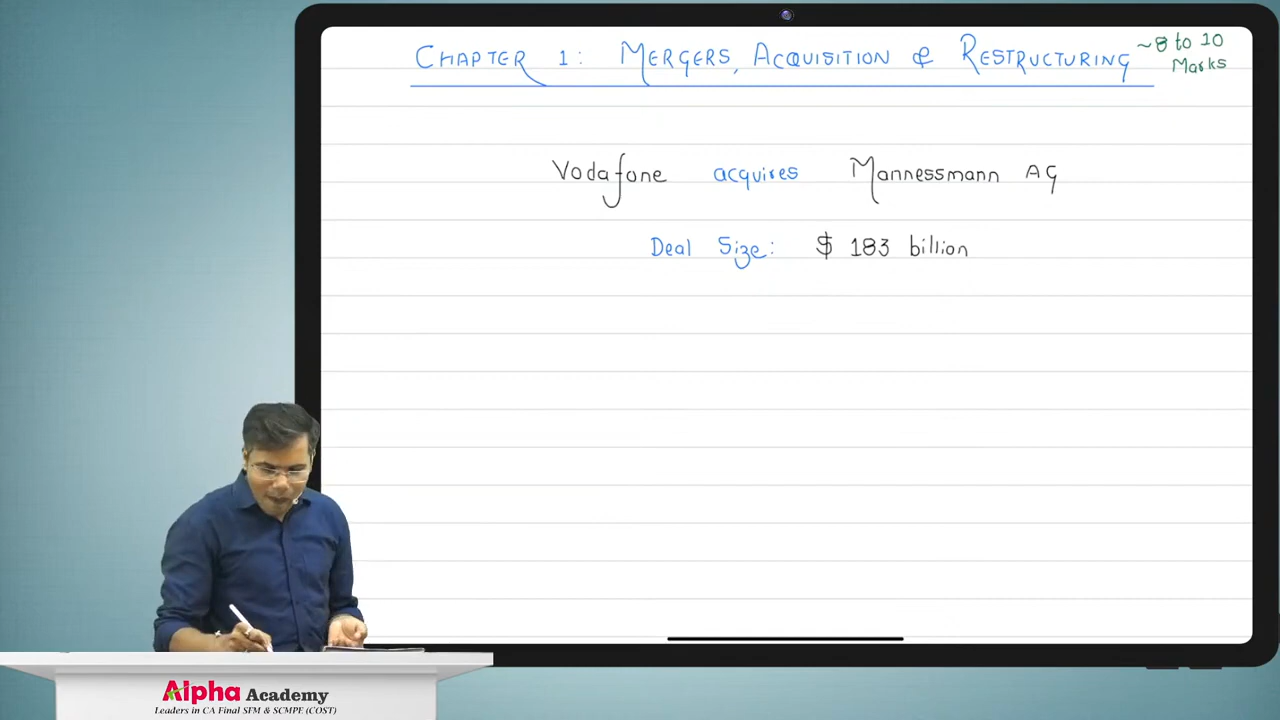 CHAPTER 1: MERGERS, ACQUISITION & RESTRUCTURING
~8 to 10
Marks
Vodafone acquires Mannessmann AG
Deal Size: $ 183 billion
Alpha Academy
Leaders in CA Final SFM & SCMPE (COST)